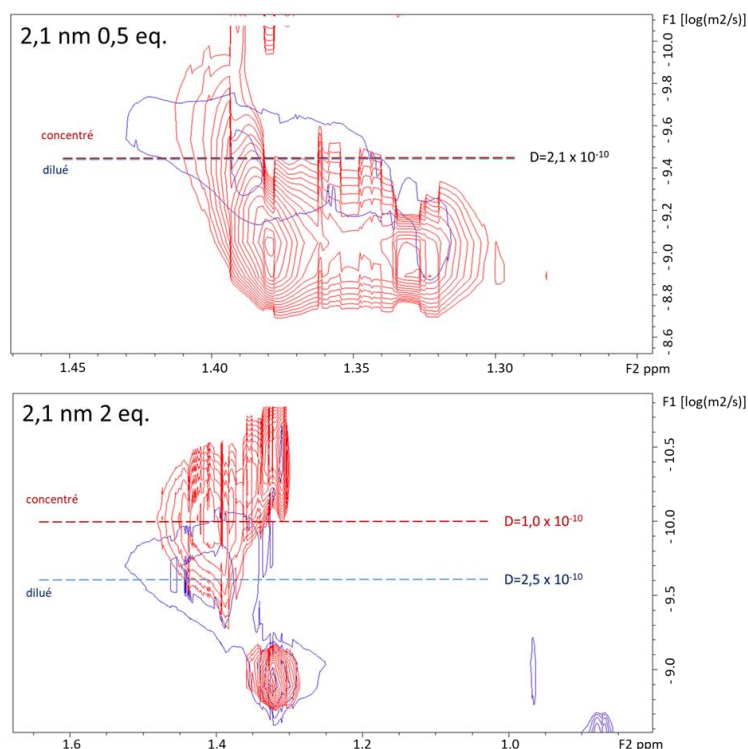 2,1 nm 0,5 eq.
F1 [log(m2/s)]
- 10.0
- 9.8
- 9.6
- 9.4
- 9.2
- 9.0
- 8.8
- 8.6
concentré
dilué
D=2,1 x 10-10
1.45
1.40
1.35
1.30
F2 ppm
2,1 nm 2 eq.
F1 [log(m2/s)]
- 10.5
- 10.0
- 9.5
- 9.0
concentré
D=1,0 x 10-10
D=2,5 x 10-10
dilué
1.6
1.4
1.2
1.0
F2 ppm